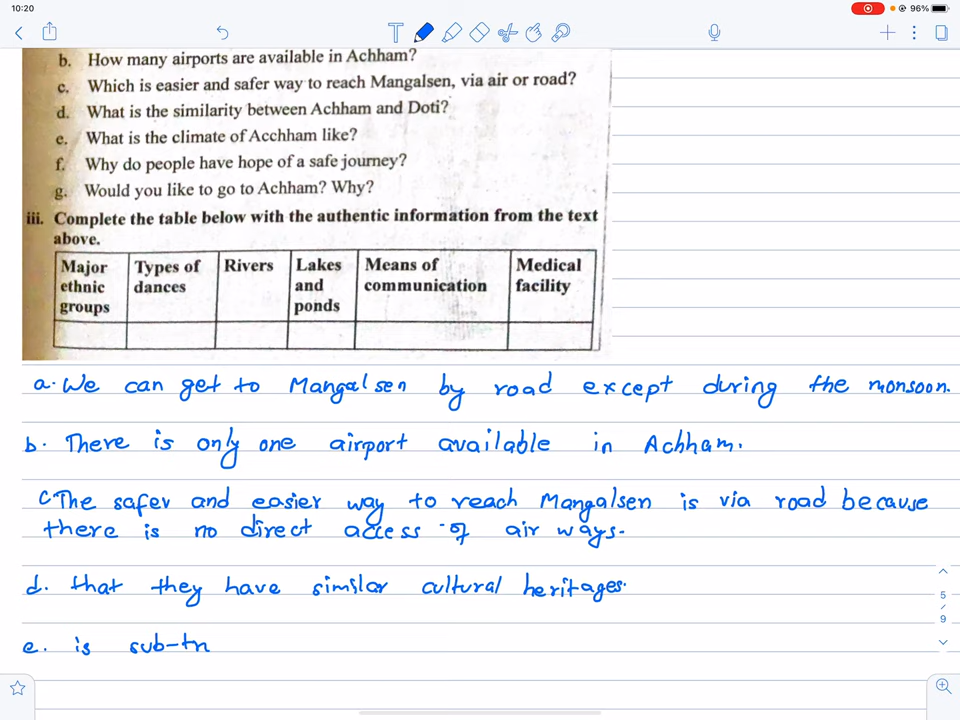 10:20
96%
b. How many airports are available in Achham?
c. Which is easier and safer way to reach Mangalsen, via air or road?
d. What is the similarity between Achham and Doti?
e. What is the climate of Acchham like?
f. Why do people have hope of a safe journey?
g. Would you like to go to Achham? Why?
iii. Complete the table below with the authentic information from the text
above.
Major ethnic groups | Types of dances | Rivers | Lakes and ponds | Means of communication | Medical facility
a. We can get to Mangalsen by road except during the monsoon.
b. There is only one airport available in Achham.
c The safer and easier way to reach Mangalsen is via road because
there is no direct access of air ways.
d. that they have similar cultural heritages.
e. is sub-tr
5
/
9